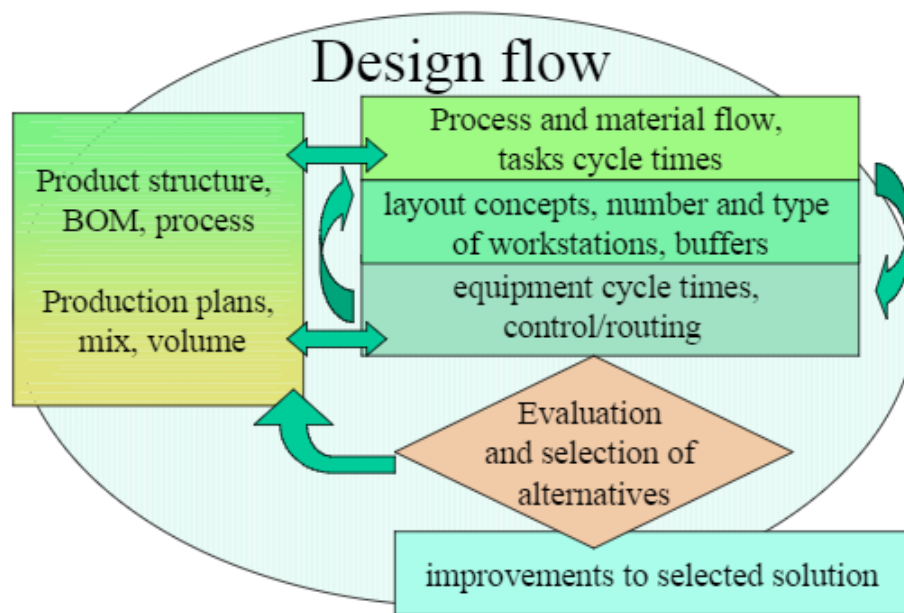 Design flow
Product structure,
BOM, process
Production plans,
mix, volume
Process and material flow,
tasks cycle times
layout concepts, number and type
of workstations, buffers
equipment cycle times,
control/routing
Evaluation
and selection of
alternatives
improvements to selected solution